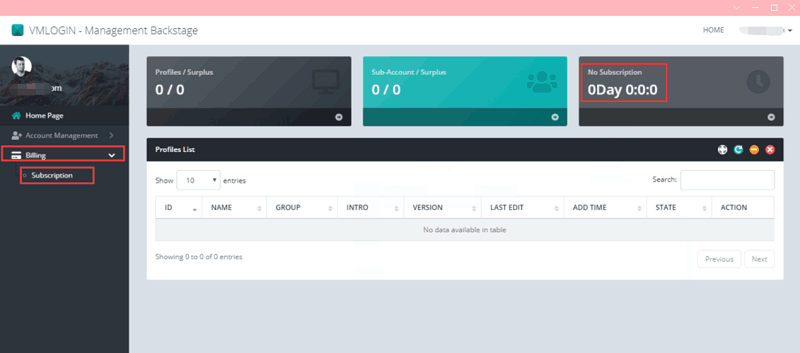 VMLOGIN - Management Backstage
HOME
om
Home Page
Account Management
Billing
Subscription
Profiles / Surplus
0 / 0
Sub-Account / Surplus
0 / 0
No Subscription
0Day 0:0:0
Profiles List
Show 10 entries
Search:
ID NAME GROUP INTRO VERSION LAST EDIT ADD TIME STATE ACTION
No data available in table
Showing 0 to 0 of 0 entries
Previous Next